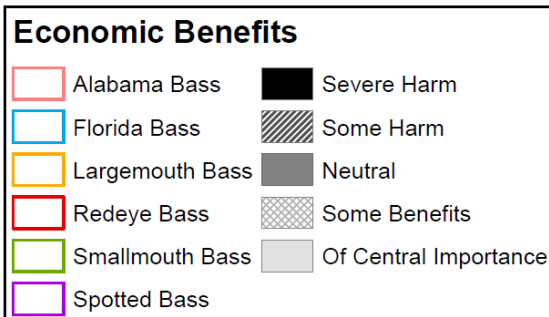 Economic Benefits
Alabama Bass
Florida Bass
Largemouth Bass
Redeye Bass
Smallmouth Bass
Spotted Bass
Severe Harm
Some Harm
Neutral
Some Benefits
Of Central Importance